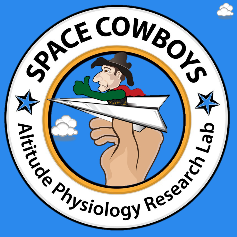 SPACE COWBOYS
Altitude Physiology Research Lab